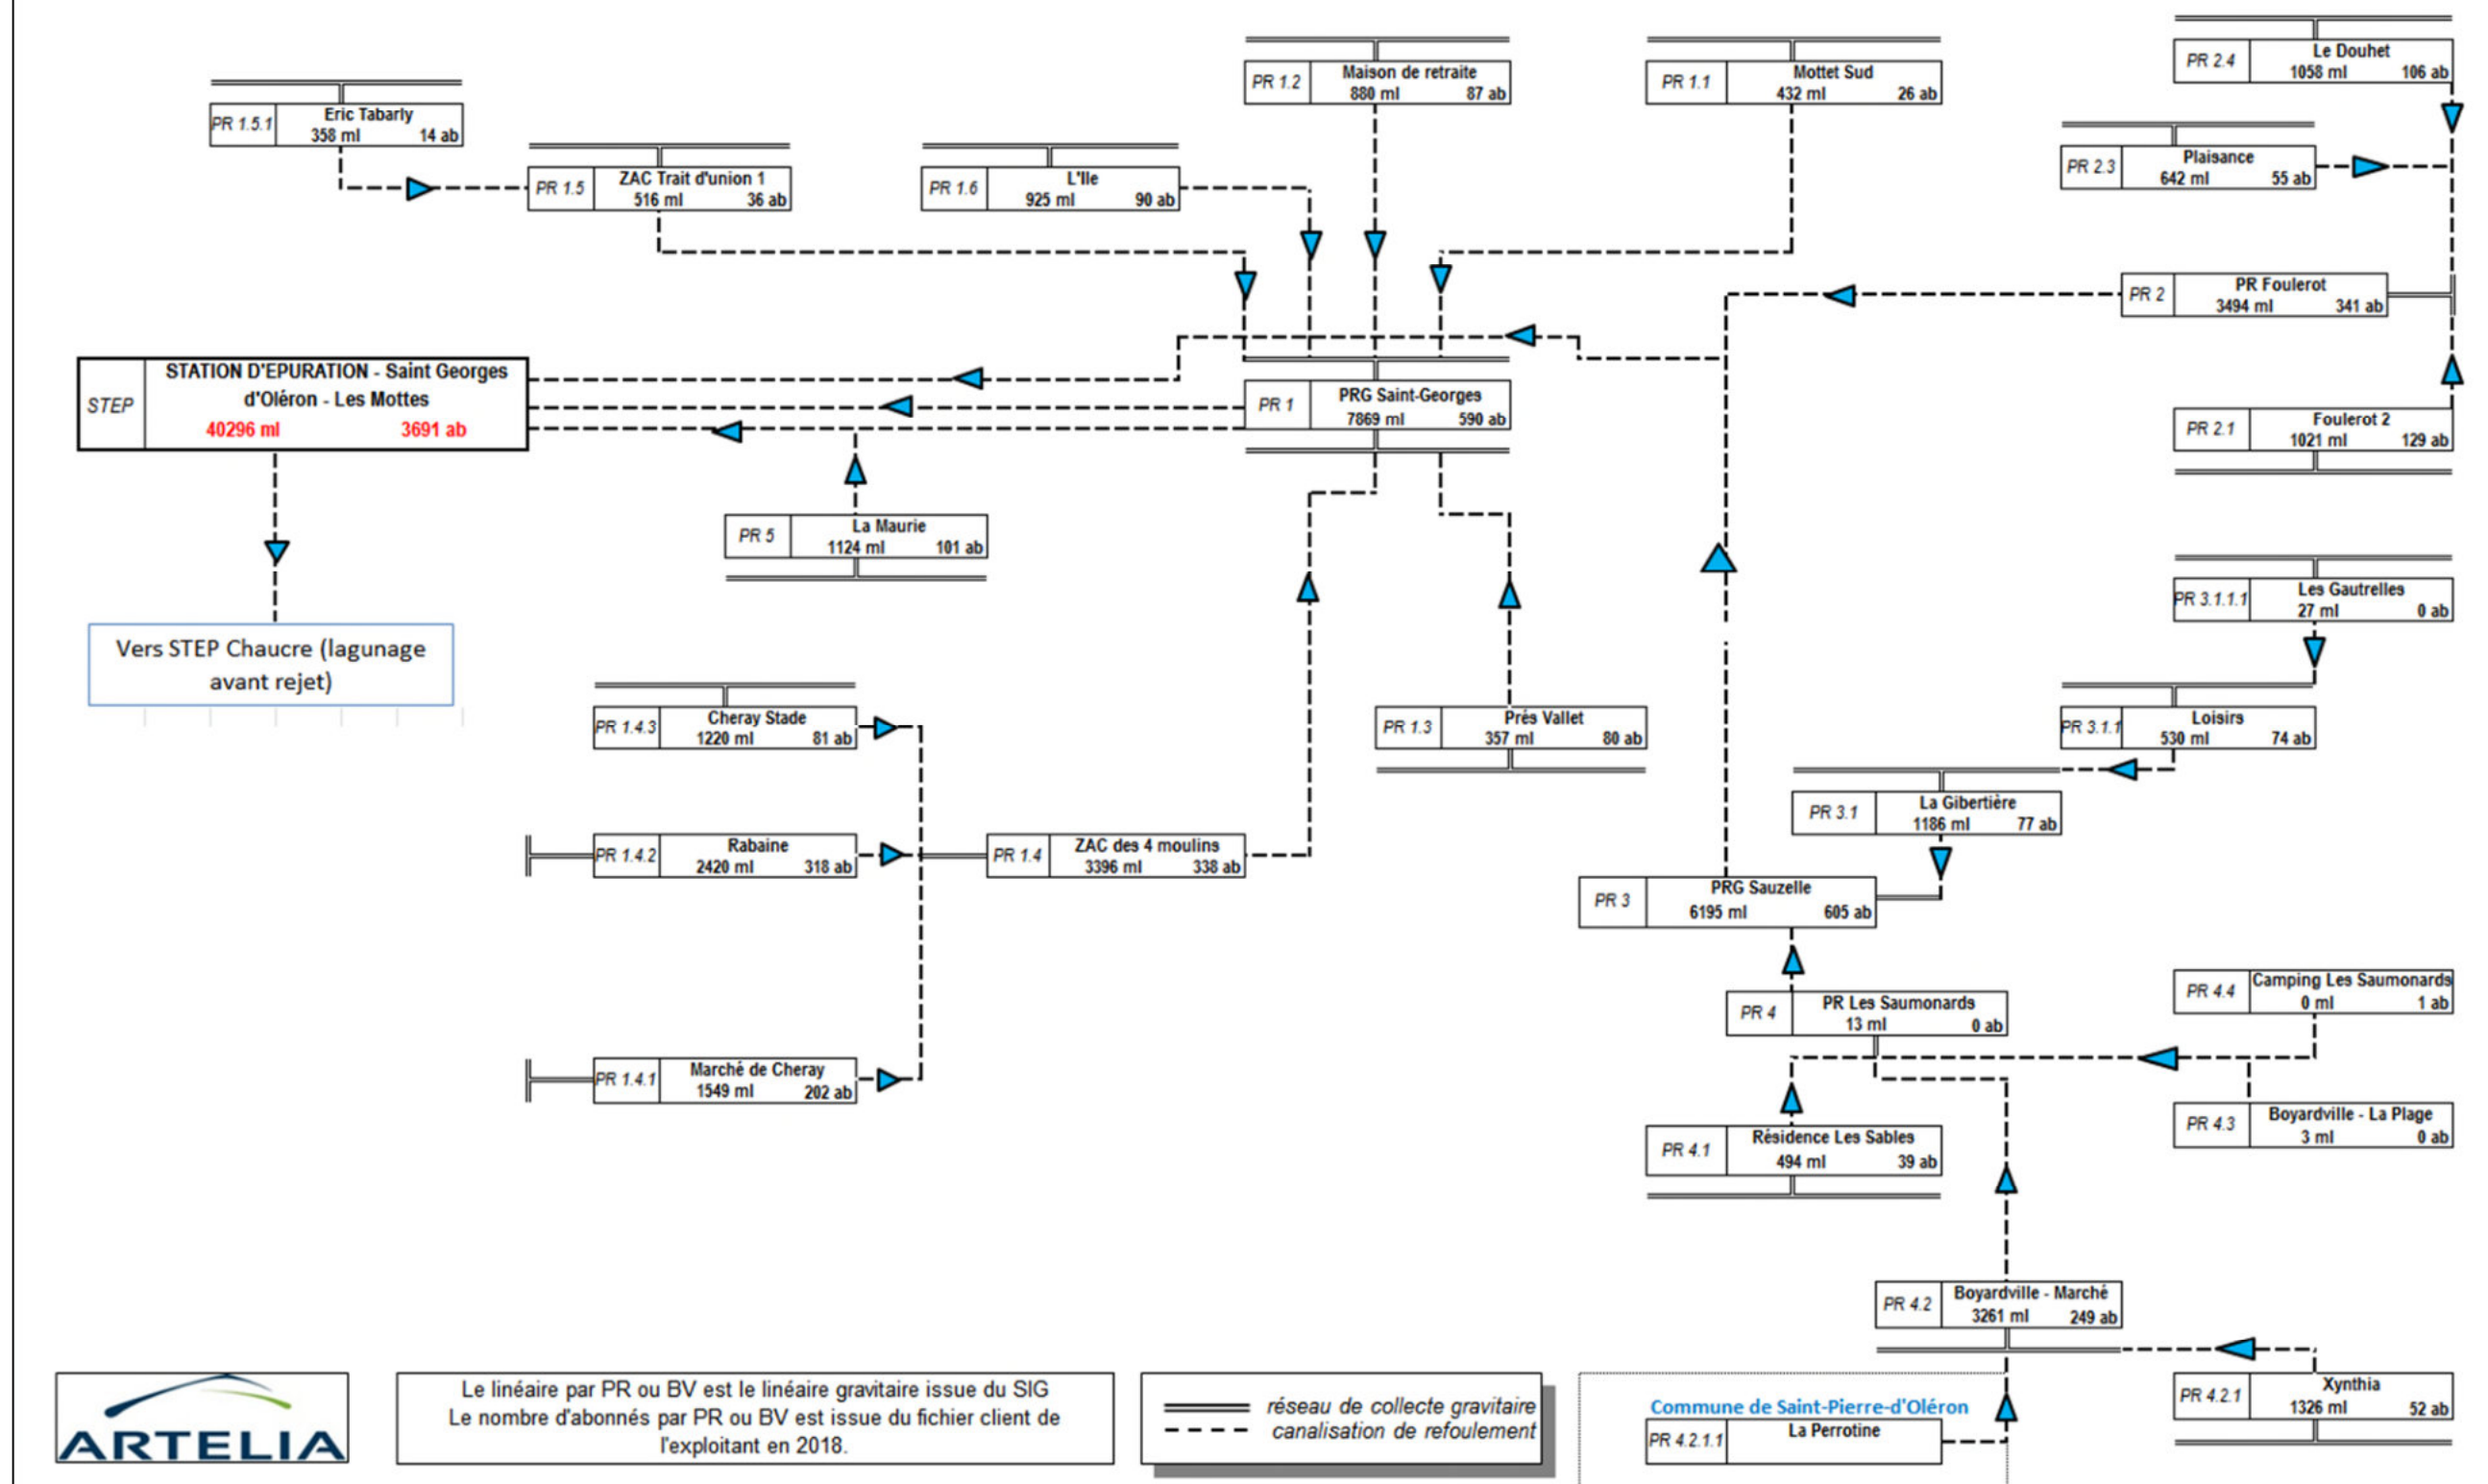 PR 2.4
Le Douhet
1058 ml 106 ab
PR 1.2
Maison de retraite
880 ml 87 ab
PR 1.1
Mottet Sud
432 ml 26 ab
PR 1.5.1
Eric Tabarly
358 ml 14 ab
PR 2.3
Plaisance
642 ml 55 ab
PR 1.5
ZAC Trait d'union 1
516 ml 36 ab
PR 1.6
L'Ile
925 ml 90 ab
PR 2
PR Foulerot
3494 ml 341 ab
STEP
STATION D'EPURATION - Saint Georges
d'Oléron - Les Mottes
40296 ml 3691 ab
PR 1
PRG Saint-Georges
7869 ml 590 ab
PR 2.1
Foulerot 2
1021 ml 129 ab
PR 5
La Maurie
1124 ml 101 ab
PR 3.1.1.1
Les Gautrelles
27 ml 0 ab
Vers STEP Chaucre (lagunage
avant rejet)
PR 1.4.3
Cheray Stade
1220 ml 81 ab
PR 1.3
Prés Vallet
357 ml 80 ab
PR 3.1.1
Loisirs
530 ml 74 ab
PR 3.1
La Gibertière
1186 ml 77 ab
PR 1.4.2
Rabaine
2420 ml 318 ab
PR 1.4
ZAC des 4 moulins
3396 ml 338 ab
PR 3
PRG Sauzelle
6195 ml 605 ab
PR 4.4
Camping Les Saumonards
0 ml 1 ab
PR 4
PR Les Saumonards
13 ml 0 ab
PR 1.4.1
Marché de Cheray
1549 ml 202 ab
PR 4.3
Boyardville - La Plage
3 ml 0 ab
PR 4.1
Résidence Les Sables
494 ml 39 ab
PR 4.2
Boyardville - Marché
3261 ml 249 ab
PR 4.2.1
Xynthia
1326 ml 52 ab
Commune de Saint-Pierre-d'Oléron
PR 4.2.1.1
La Perrotine
ARTELIA
Le linéaire par PR ou BV est le linéaire gravitaire issue du SIG
Le nombre d'abonnés par PR ou BV est issue du fichier client de
l'exploitant en 2018.
réseau de collecte gravitaire
canalisation de refoulement